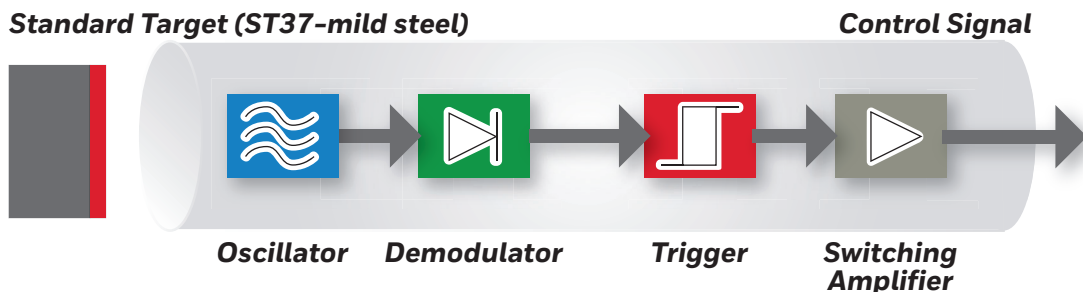 Standard Target (ST37-mild steel)
Control Signal
Oscillator
Demodulator
Trigger
Switching
Amplifier